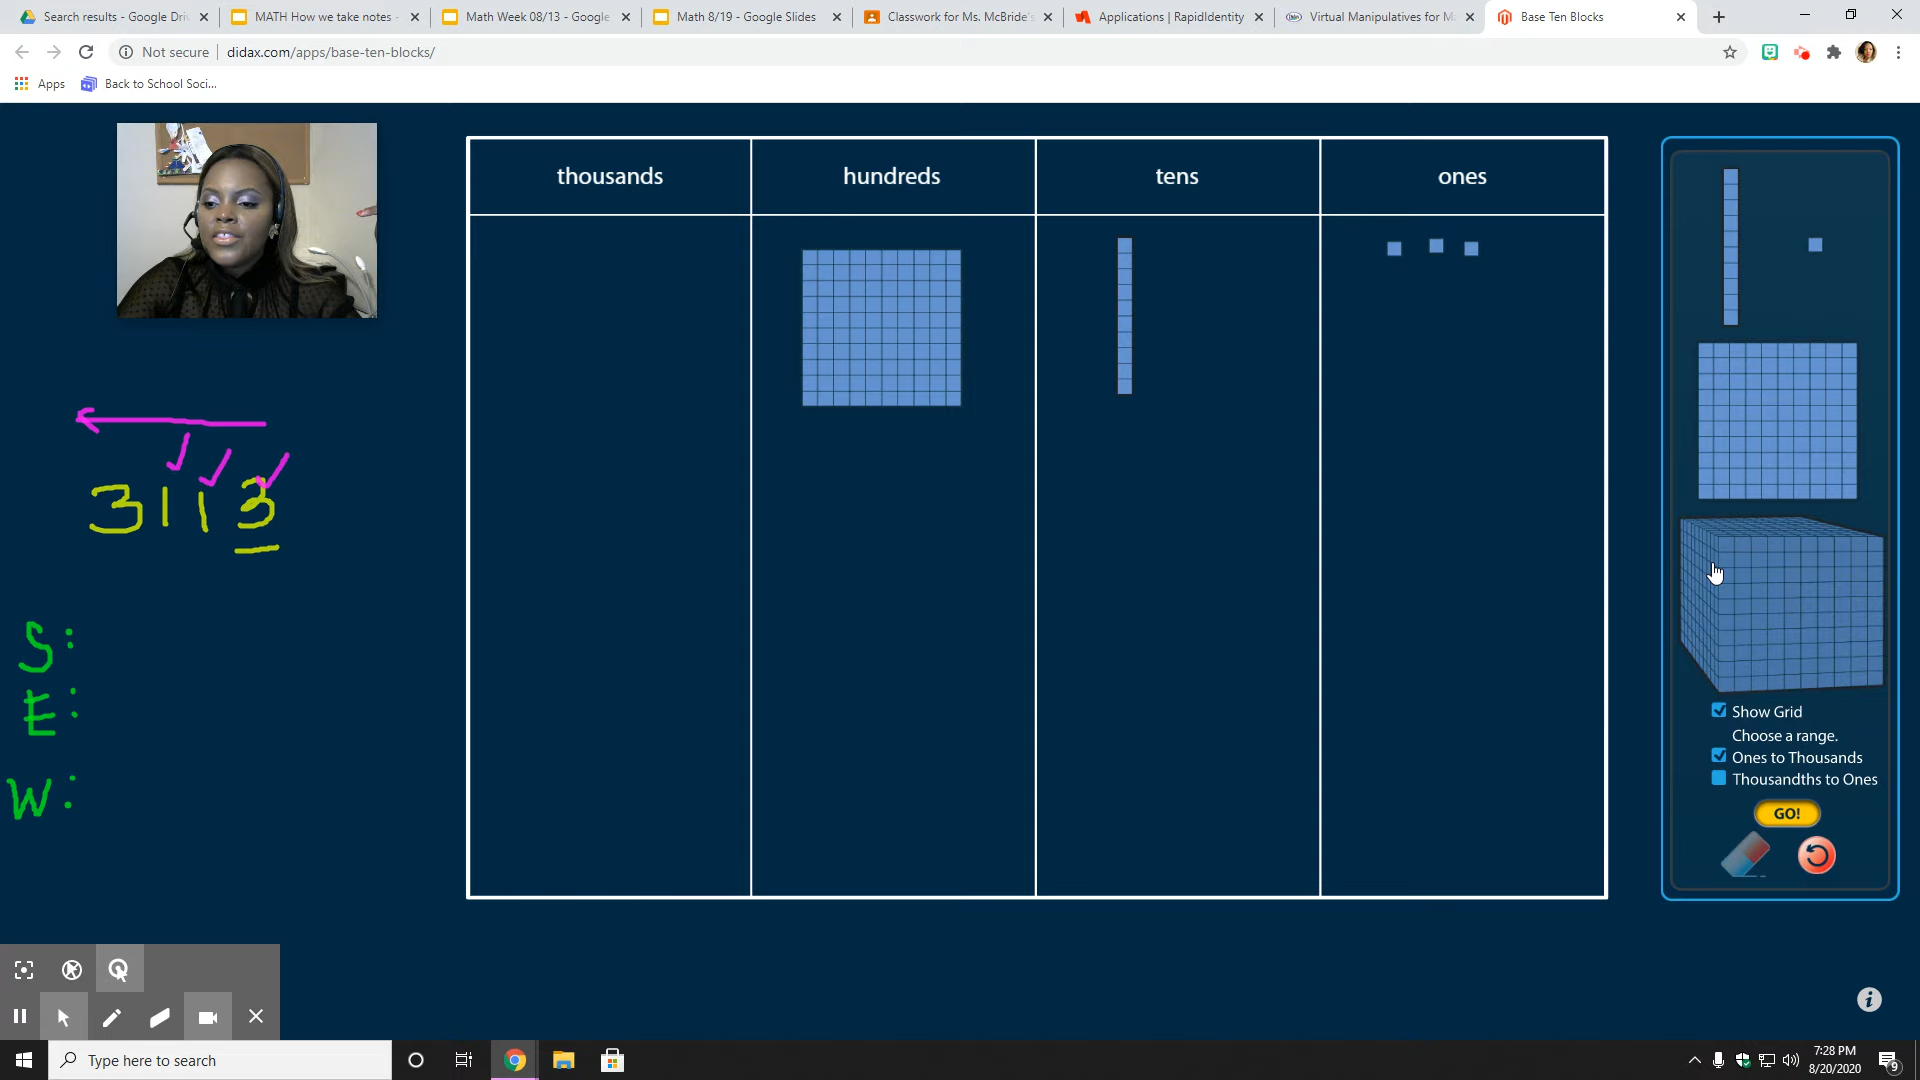 Search results - Google Dri
MATH How we take notes -
Math Week 08/13 - Google
Math 8/19 - Google Slides
Classwork for Ms. McBride's
Applications | RapidIdentity
Virtual Manipulatives for M
Base Ten Blocks
Not secure
didax.com/apps/base-ten-blocks/
Apps
Back to School Soci...
thousands
hundreds
tens
ones
3113
S:
E:
W:
Show Grid
Choose a range.
Ones to Thousands
Thousandths to Ones
GO!
i
Type here to search
7:28 PM
8/20/2020
9